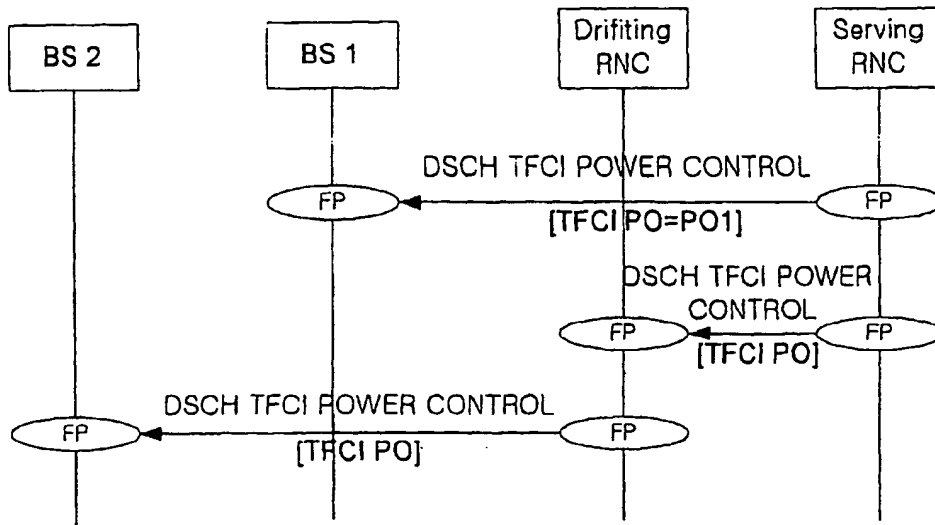 BS 2
BS 1
Drifiting
RNC
Serving
RNC
DSCH TFCI POWER CONTROL
FP
FP
[TFCI PO=PO1]
DSCH TFCI POWER
CONTROL
FP
FP
[TFCI PO]
DSCH TFCI POWER CONTROL
FP
FP
[TFCI PO]